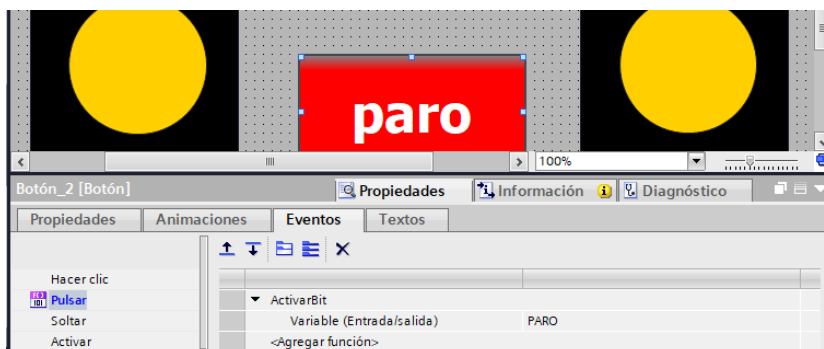 paro
100%
Botón_2 [Botón]
Propiedades
Información
Diagnóstico
Propiedades
Animaciones
Eventos
Textos
Hacer clic
Pulsar
ActivarBit
Soltar
Variable (Entrada/salida)
PARO
Activar
<Agregar función>